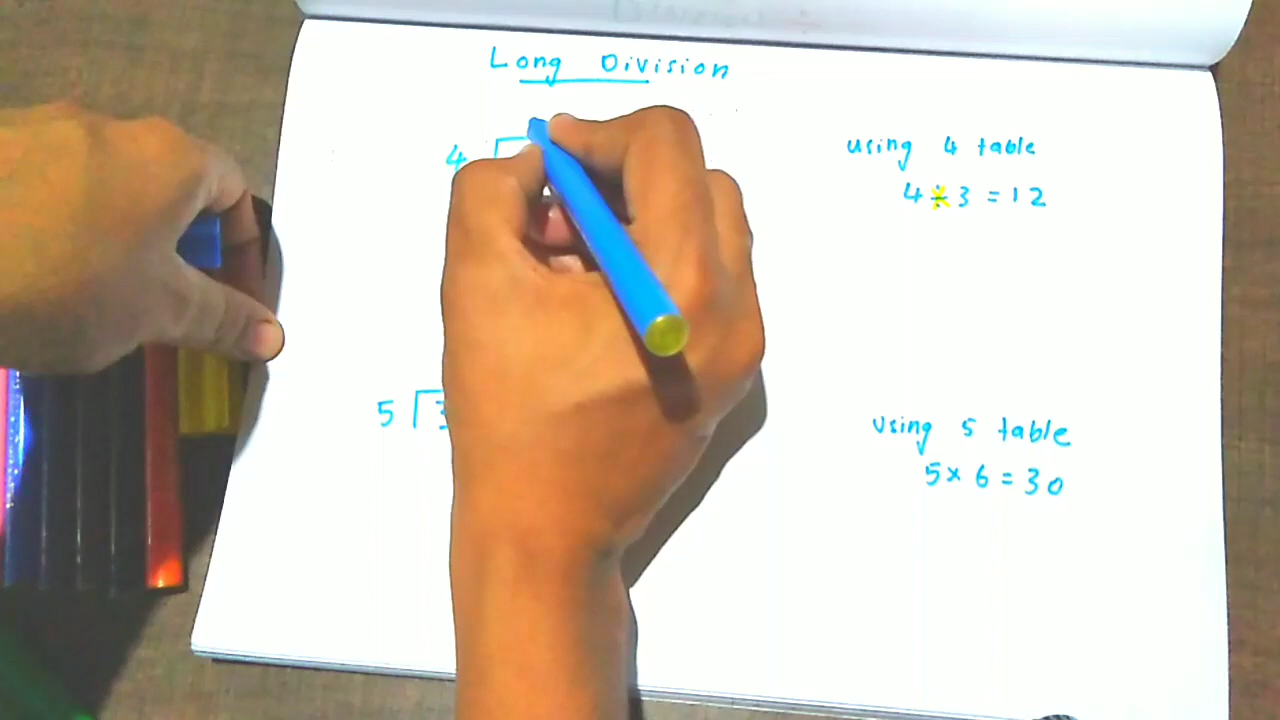 Long Division
4
using 4 table
4 ÷ 3 = 12
5
using 5 table
5 × 6 = 30